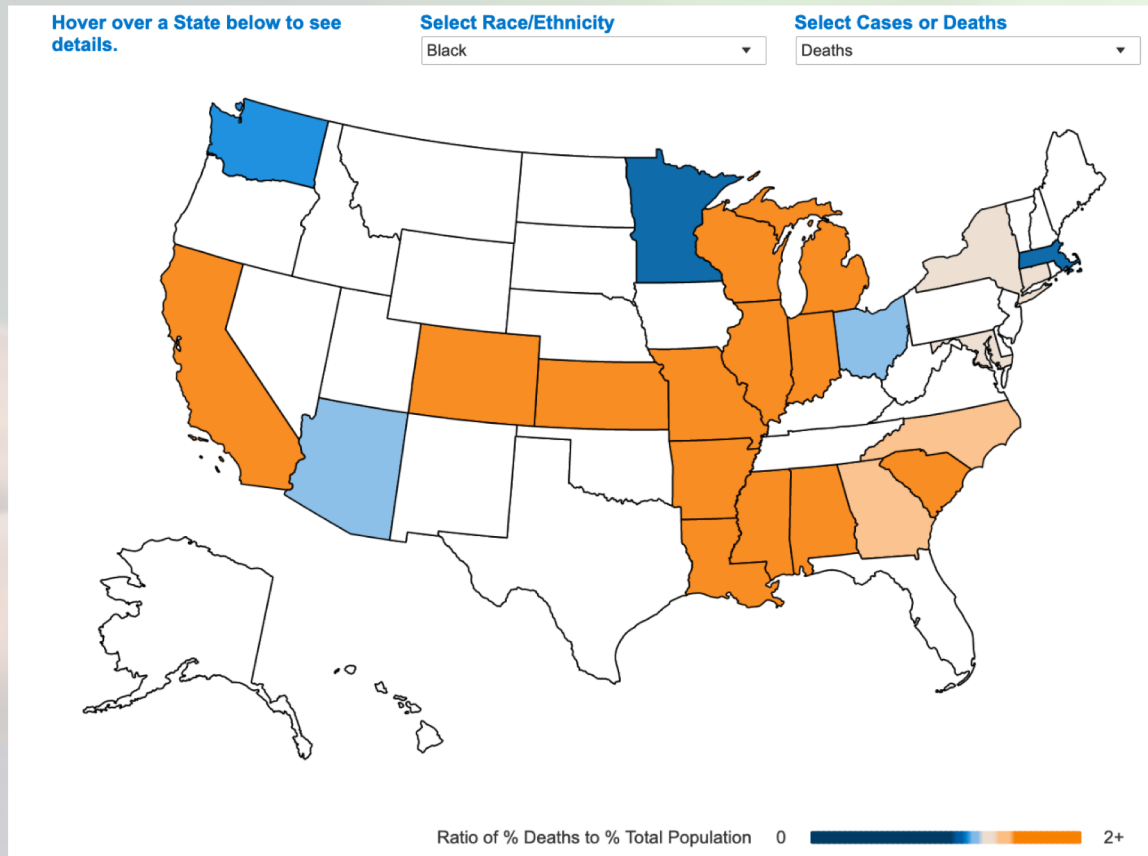 Hover over a State below to see
details.
Select Race/Ethnicity
Black
Select Cases or Deaths
Deaths
Ratio of % Deaths to % Total Population 0 2+